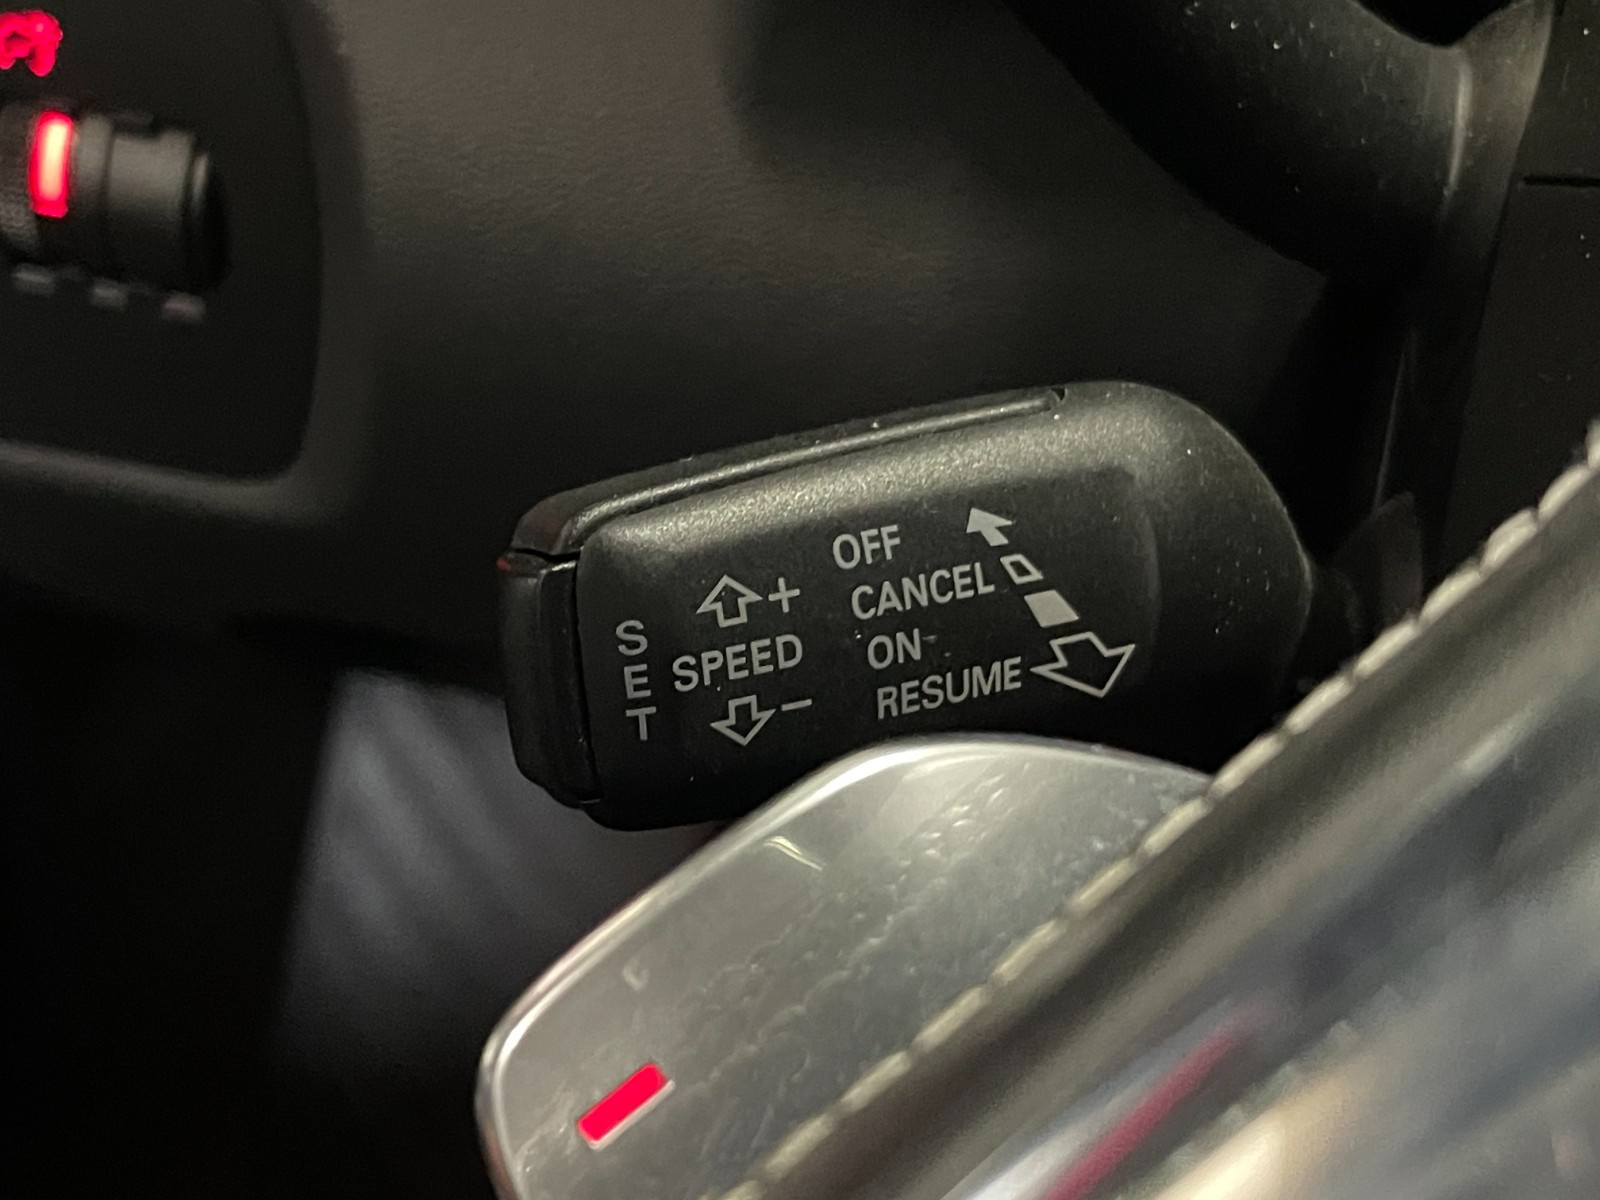 OFF
CANCEL
ON
RESUME
SET
+
SPEED
−